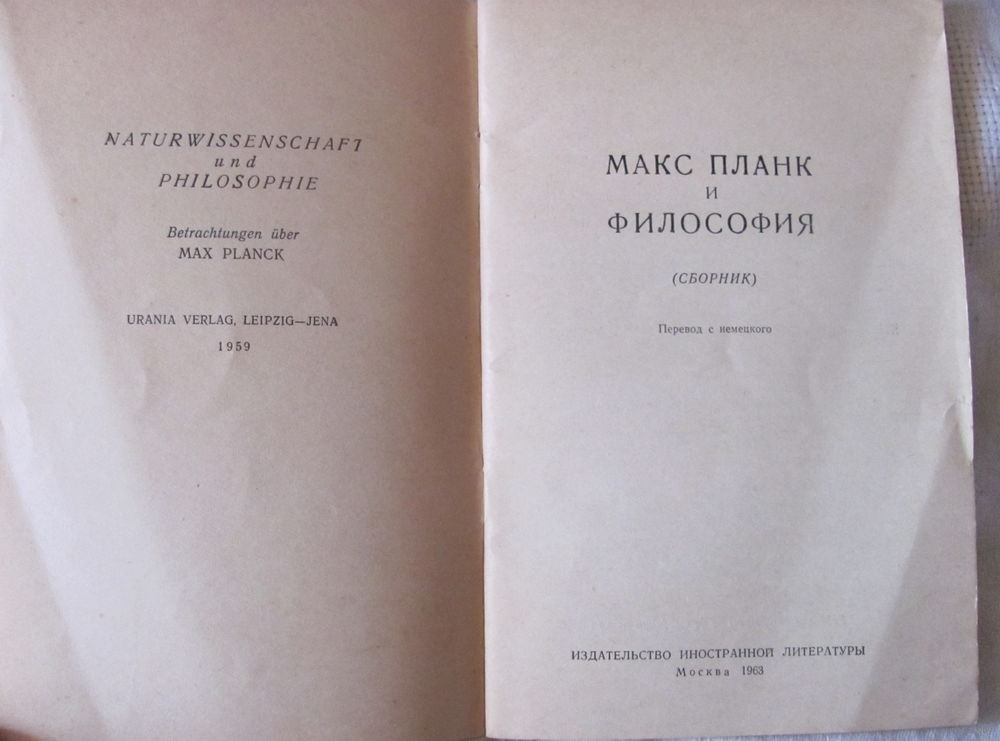 NATURWISSENSCHAFT
und
PHILOSOPHIE
Betrachtungen über
MAX PLANCK
URANIA VERLAG, LEIPZIG—JENA
1959
МАКС ПЛАНК
И
ФИЛОСОФИЯ
(СБОРНИК)
Перевод с немецкого
ИЗДАТЕЛЬСТВО ИНОСТРАННОЙ ЛИТЕРАТУРЫ
Москва 1963